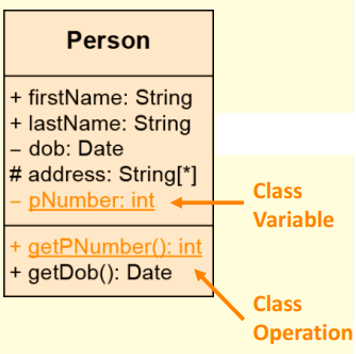 Person
+ firstName: String
+ lastName: String
– dob: Date
# address: String[*]
– pNumber: int
+ getPNumber(): int
+ getDob(): Date
Class
Variable
Class
Operation